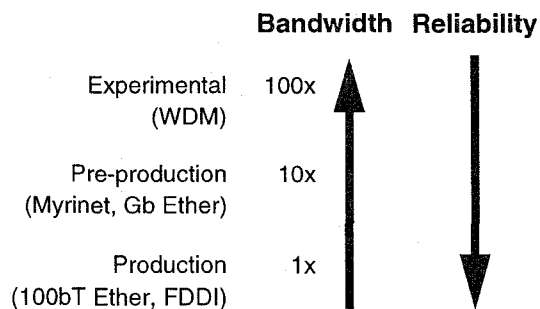 Bandwidth Reliability
Experimental 100x
(WDM)
Pre-production 10x
(Myrinet, Gb Ether)
Production 1x
(100bT Ether, FDDI)